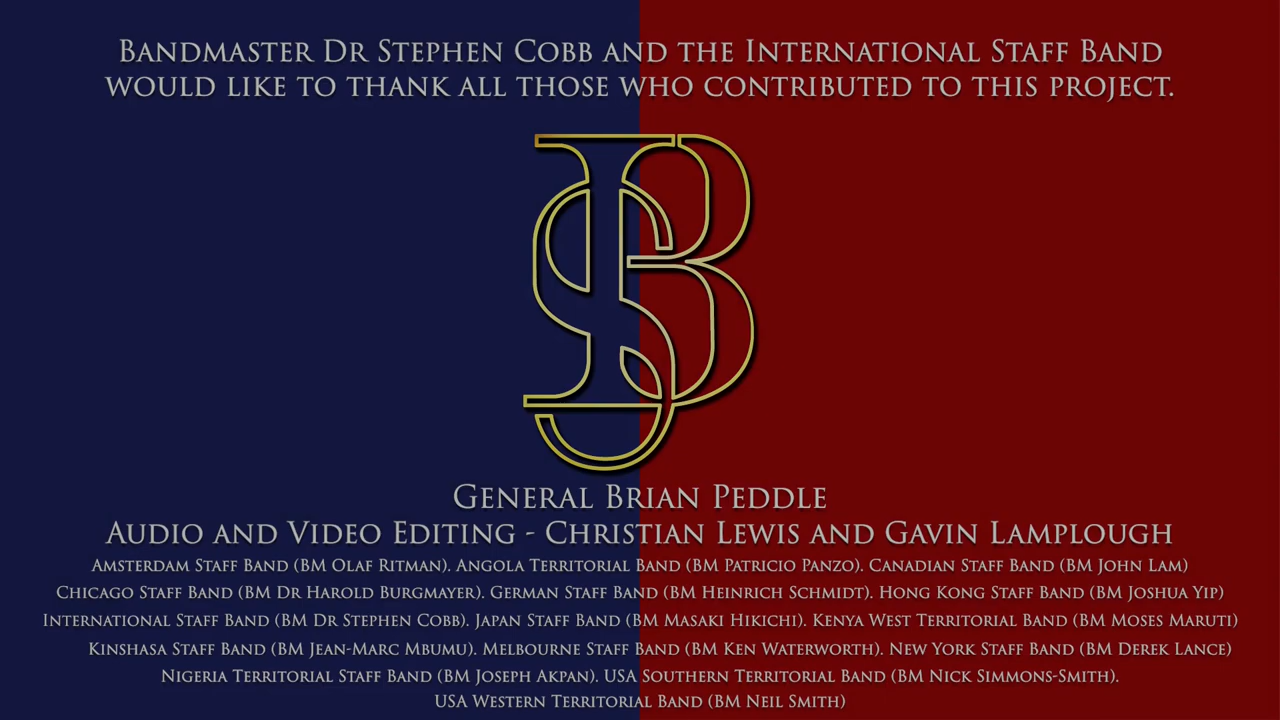 Bandmaster Dr Stephen Cobb and the International Staff Band
would like to thank all those who contributed to this project.
ISB
General Brian Peddle
Audio and Video Editing - Christian Lewis and Gavin Lamplough
Amsterdam Staff Band (BM Olaf Ritman). Angola Territorial Band (BM Patricio Panzo). Canadian Staff Band (BM John Lam)
Chicago Staff Band (BM Dr Harold Burgmayer). German Staff Band (BM Heinrich Schmidt). Hong Kong Staff Band (BM Joshua Yip)
International Staff Band (BM Dr Stephen Cobb). Japan Staff Band (BM Masaki Hikichi). Kenya West Territorial Band (BM Moses Maruti)
Kinshasa Staff Band (BM Jean-Marc Mbumu). Melbourne Staff Band (BM Ken Waterworth). New York Staff Band (BM Derek Lance)
Nigeria Territorial Staff Band (BM Joseph Akpan). USA Southern Territorial Band (BM Nick Simmons-Smith).
USA Western Territorial Band (BM Neil Smith)